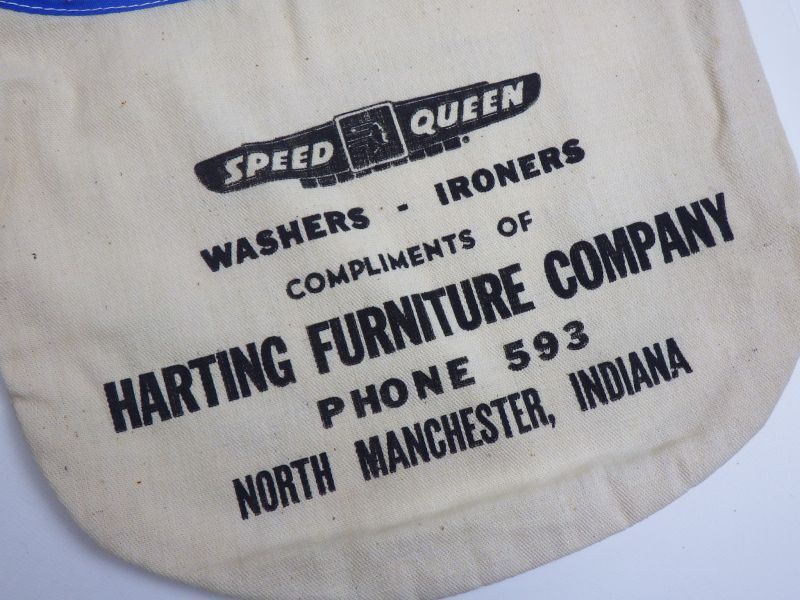 SPEED QUEEN
WASHERS - IRONERS
COMPLIMENTS OF
HARTING FURNITURE COMPANY
PHONE 593
NORTH MANCHESTER, INDIANA